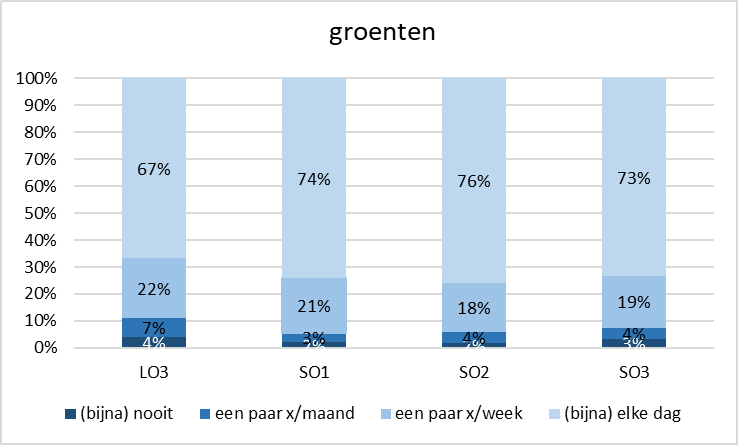 groenten
100%
90%
80%
70%
60%
50%
40%
30%
20%
10%
0%
67% 74% 76% 73%
22% 21% 18% 19%
7% 3% 4% 4%
4% 2% 2% 3%
LO3 SO1 SO2 SO3
(bijna) nooit een paar x/maand een paar x/week (bijna) elke dag